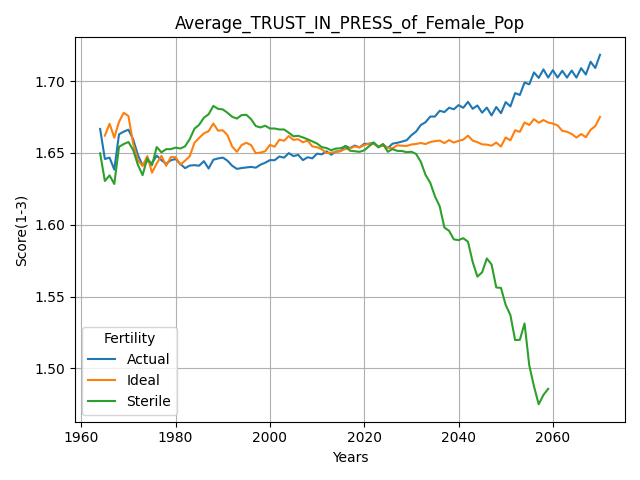 Average_TRUST_IN_PRESS_of_Female_Pop
Score(1-3)
1.70
1.65
1.60
1.55
1.50
Fertility
Actual
Ideal
Sterile
1960
1980
2000
2020
2040
2060
Years